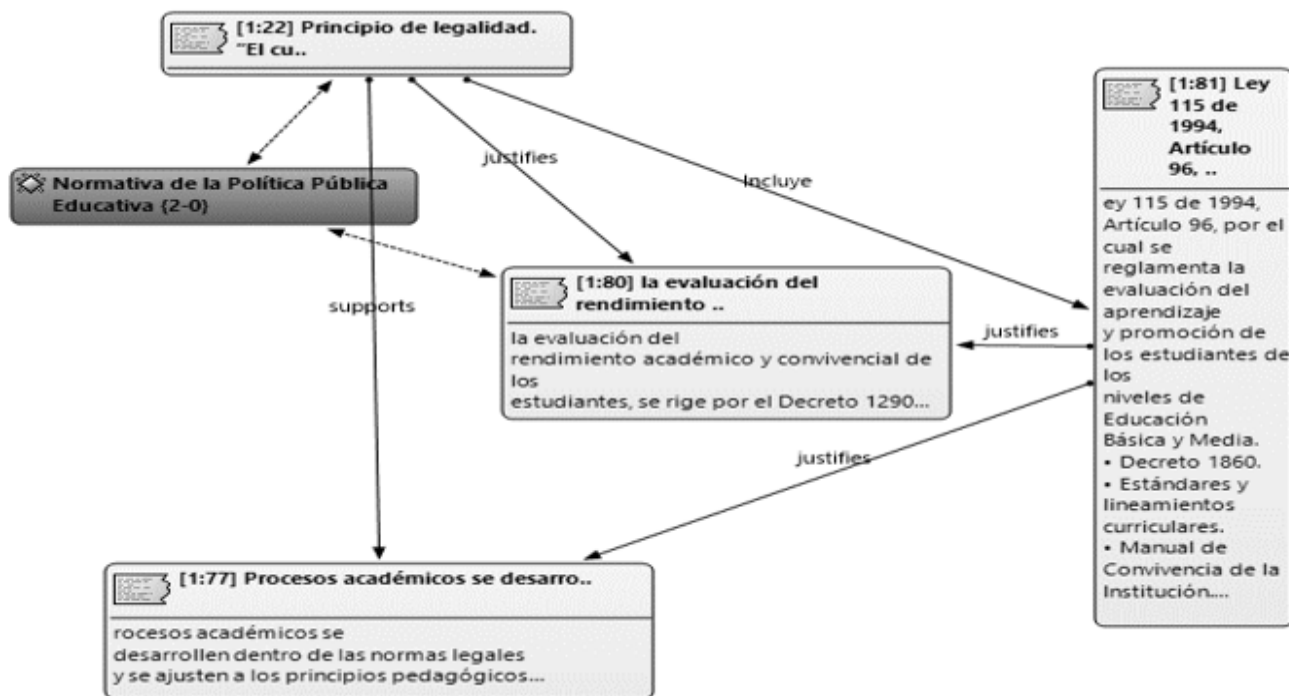 [1:22] Principio de legalidad.
"El cu..
justifies
Incluye
Normativa de la Política Pública
Educativa {2-0}
supports
[1:80] la evaluación del
rendimiento ..
la evaluación del
rendimiento académico y convivencial de
los
estudiantes, se rige por el Decreto 1290...
justifies
justifies
[1:81] Ley
115 de
1994,
Artículo
96, ..
ey 115 de 1994,
Artículo 96, por el
cual se
reglamenta la
evaluación del
aprendizaje
y promoción de
los estudiantes de
los
niveles de
Educación
Básica y Media.
• Decreto 1860.
• Estándares y
lineamientos
curriculares.
• Manual de
Convivencia de la
Institución....
[1:77] Procesos académicos se desarro..
rocesos académicos se
desarrollen dentro de las normas legales
y se ajusten a los principios pedagógicos...